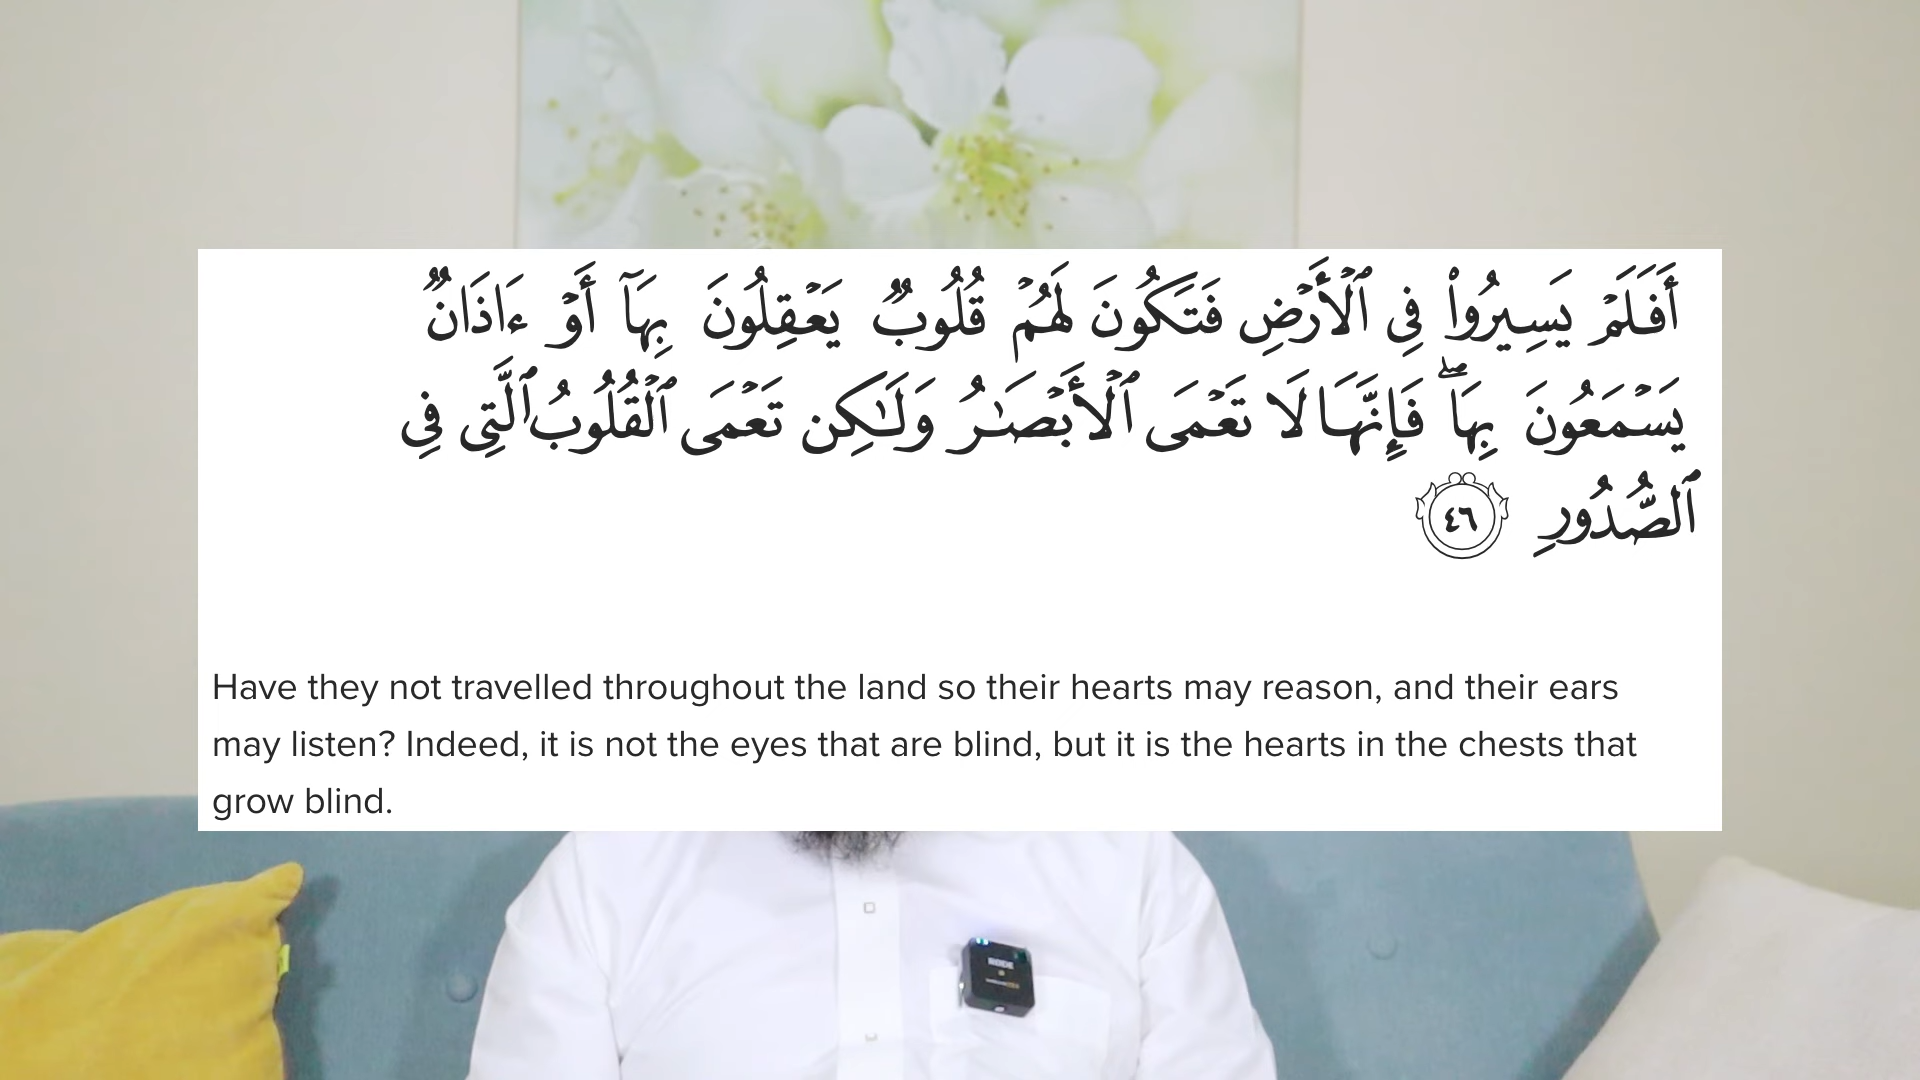 أَفَلَمْ يَسِيرُوا۟ فِى ٱلْأَرْضِ فَتَكُونَ لَهُمْ قُلُوبٌ يَعْقِلُونَ بِهَآ أَوْ ءَاذَانٌ
يَسْمَعُونَ بِهَا ۖ فَإِنَّهَا لَا تَعْمَى ٱلْأَبْصَـٰرُ وَلَـٰكِن تَعْمَى ٱلْقُلُوبُ ٱلَّتِى فِى
ٱلصُّدُورِ ٤٦
Have they not travelled throughout the land so their hearts may reason, and their ears
may listen? Indeed, it is not the eyes that are blind, but it is the hearts in the chests that
grow blind.
RODE